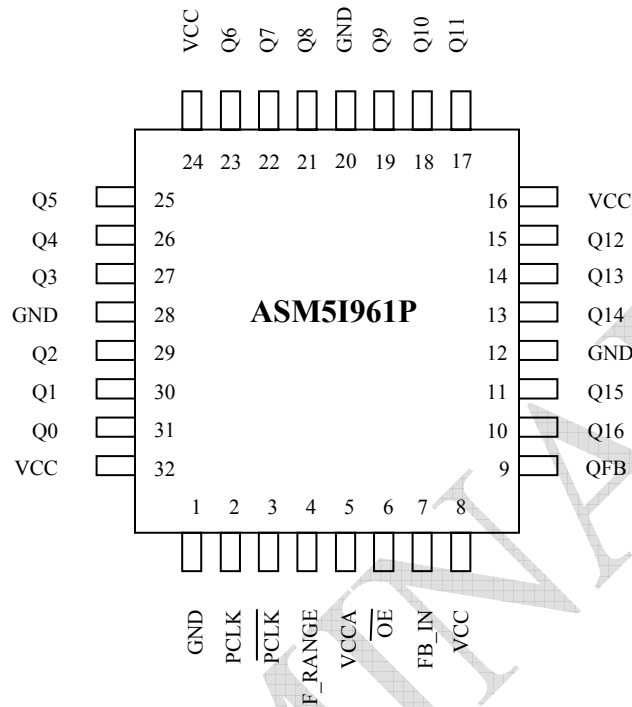 VCC Q6 Q7 Q8 GND Q9 Q10 Q11
24 23 22 21 20 19 18 17
Q5 25 16 VCC
Q4 26 15 Q12
Q3 27 14 Q13
GND 28 ASM5I961P 13 Q14
Q2 29 12 GND
Q1 30 11 Q15
Q0 31 10 Q16
VCC 32 9 QFB
1 2 3 4 5 6 7 8
GND PCLK P̅C̅L̅K̅ F_RANGE VCCA O̅E̅ FB_IN VCC